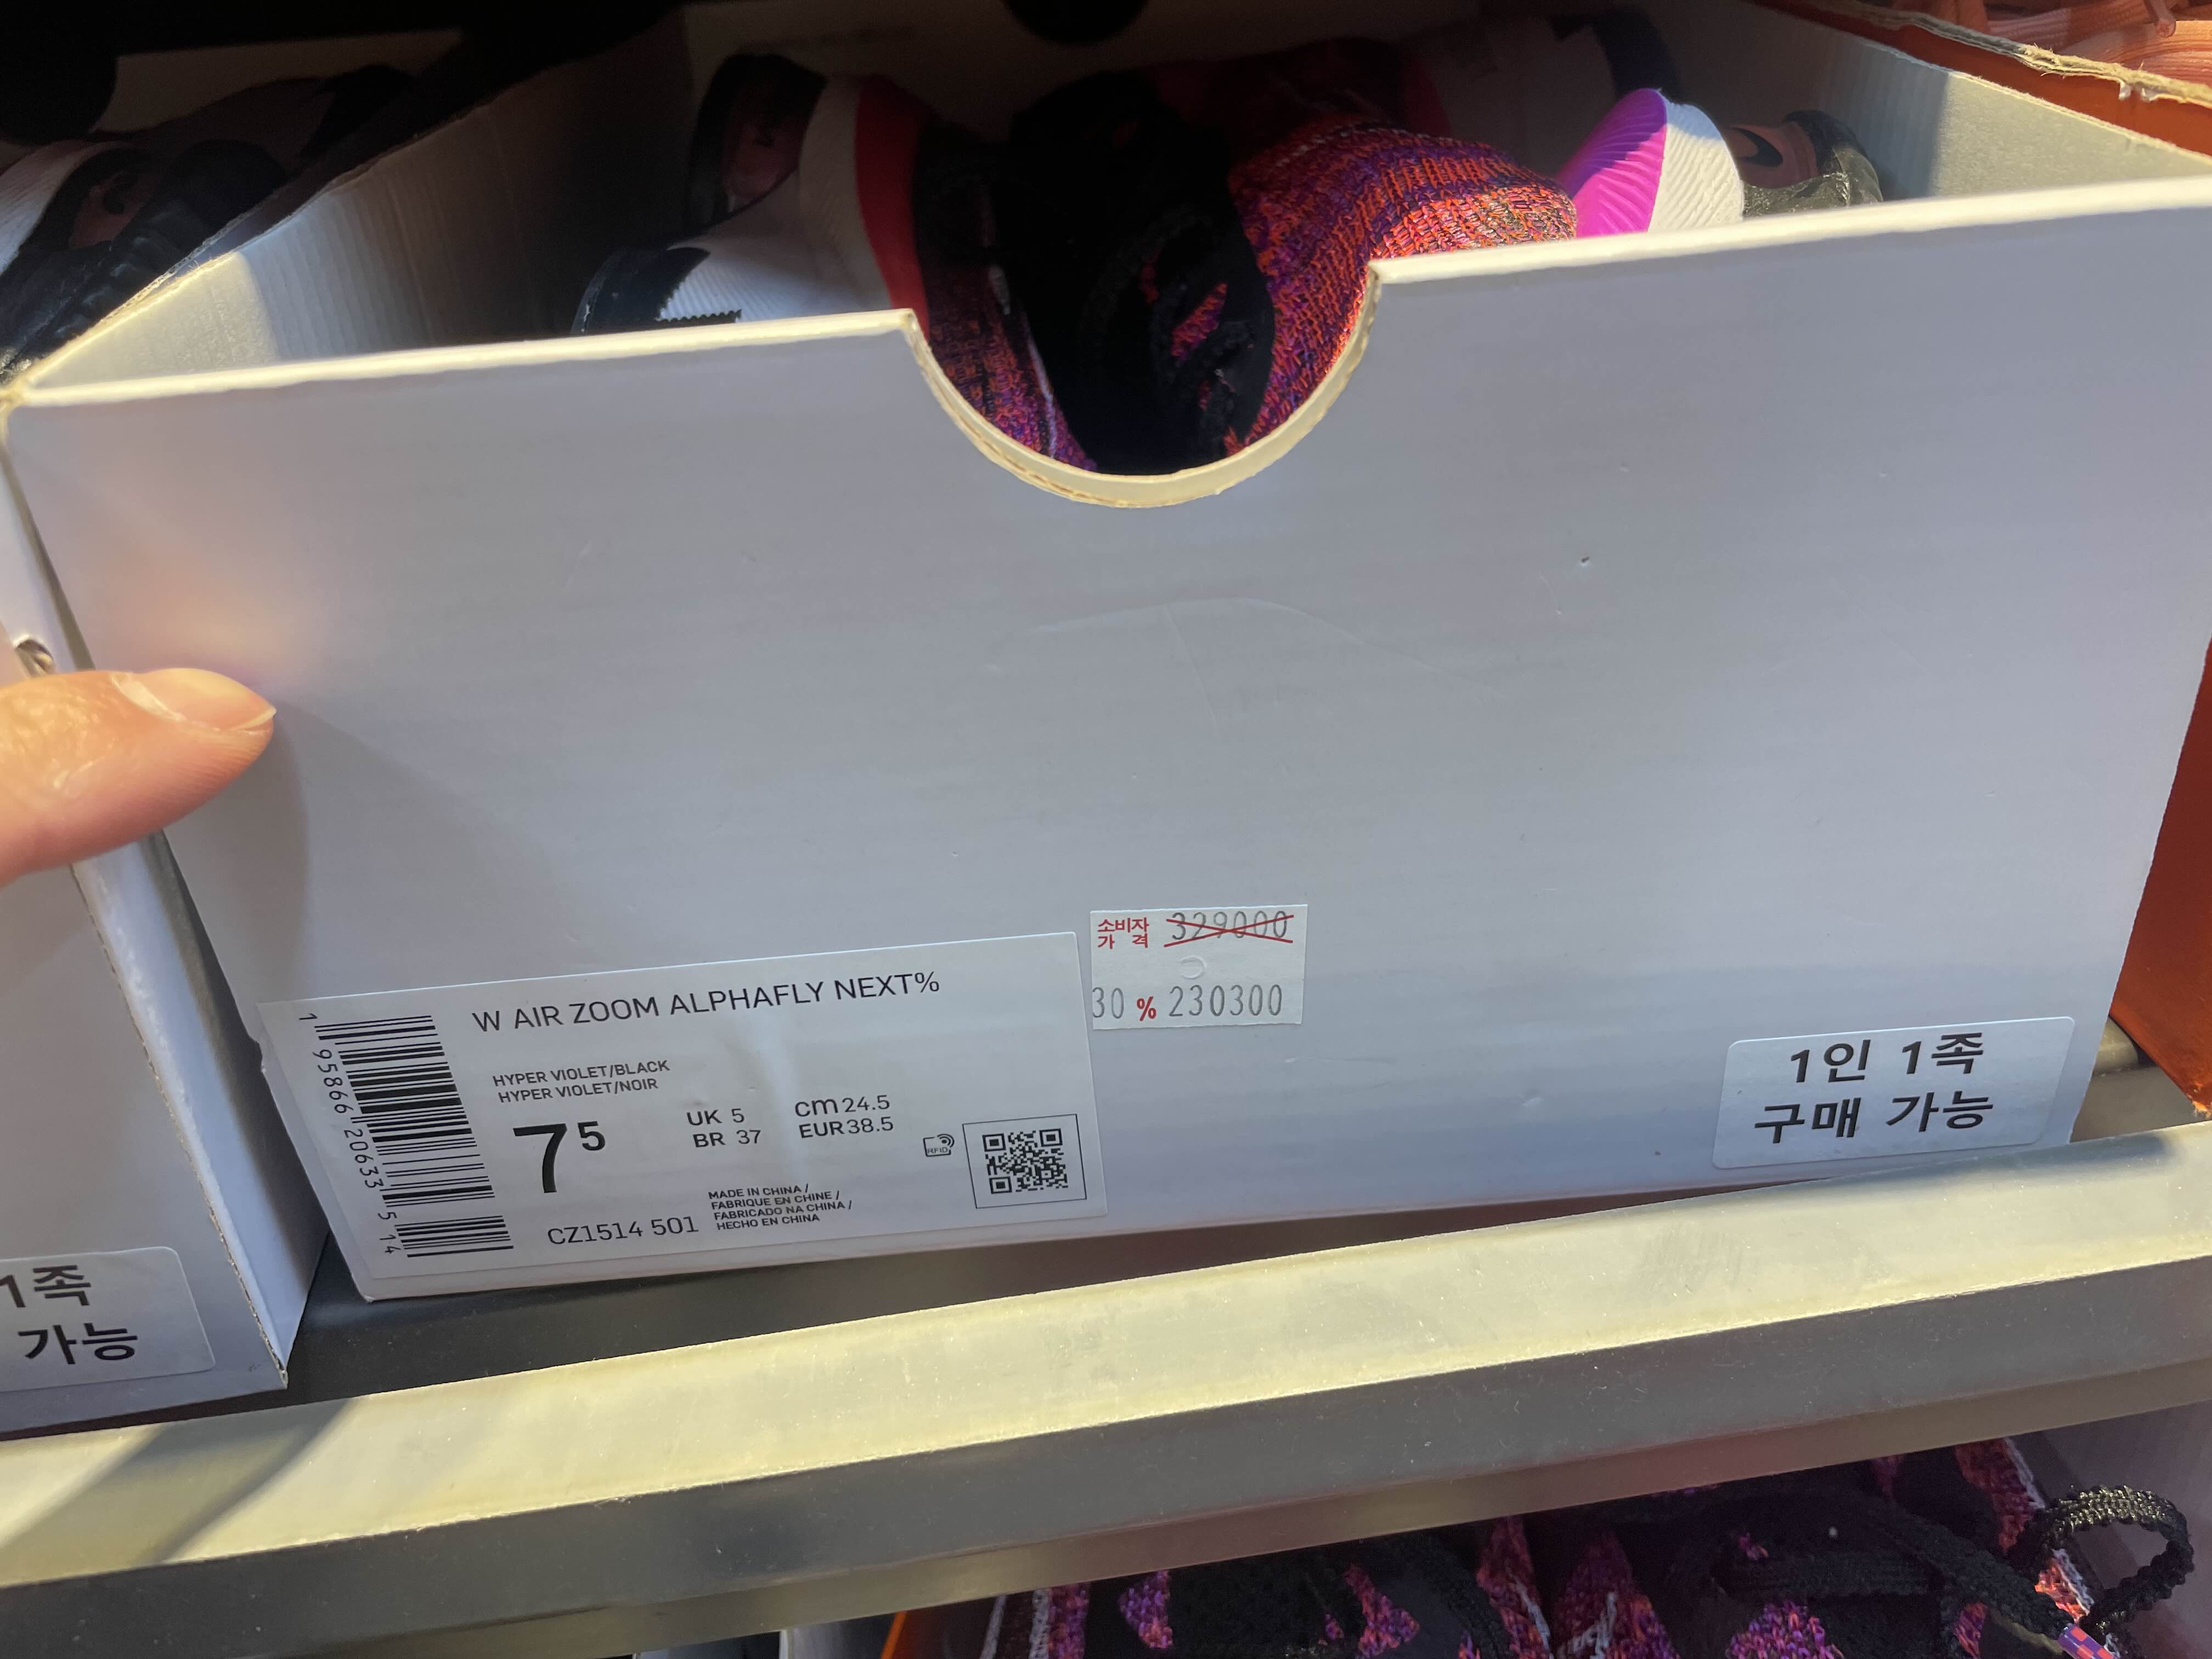 소비자
가 격 329000
30 % 230300
W AIR ZOOM ALPHAFLY NEXT%
HYPER VIOLET/BLACK
HYPER VIOLET/NOIR
7 5
UK 5
BR 37
cm 24.5
EUR 38.5
RFID
MADE IN CHINA /
FABRIQUE EN CHINE /
FABRICADO NA CHINA /
HECHO EN CHINA
CZ1514 501
1 95866 20633 5 14
1인 1족
구매 가능
1족
가능